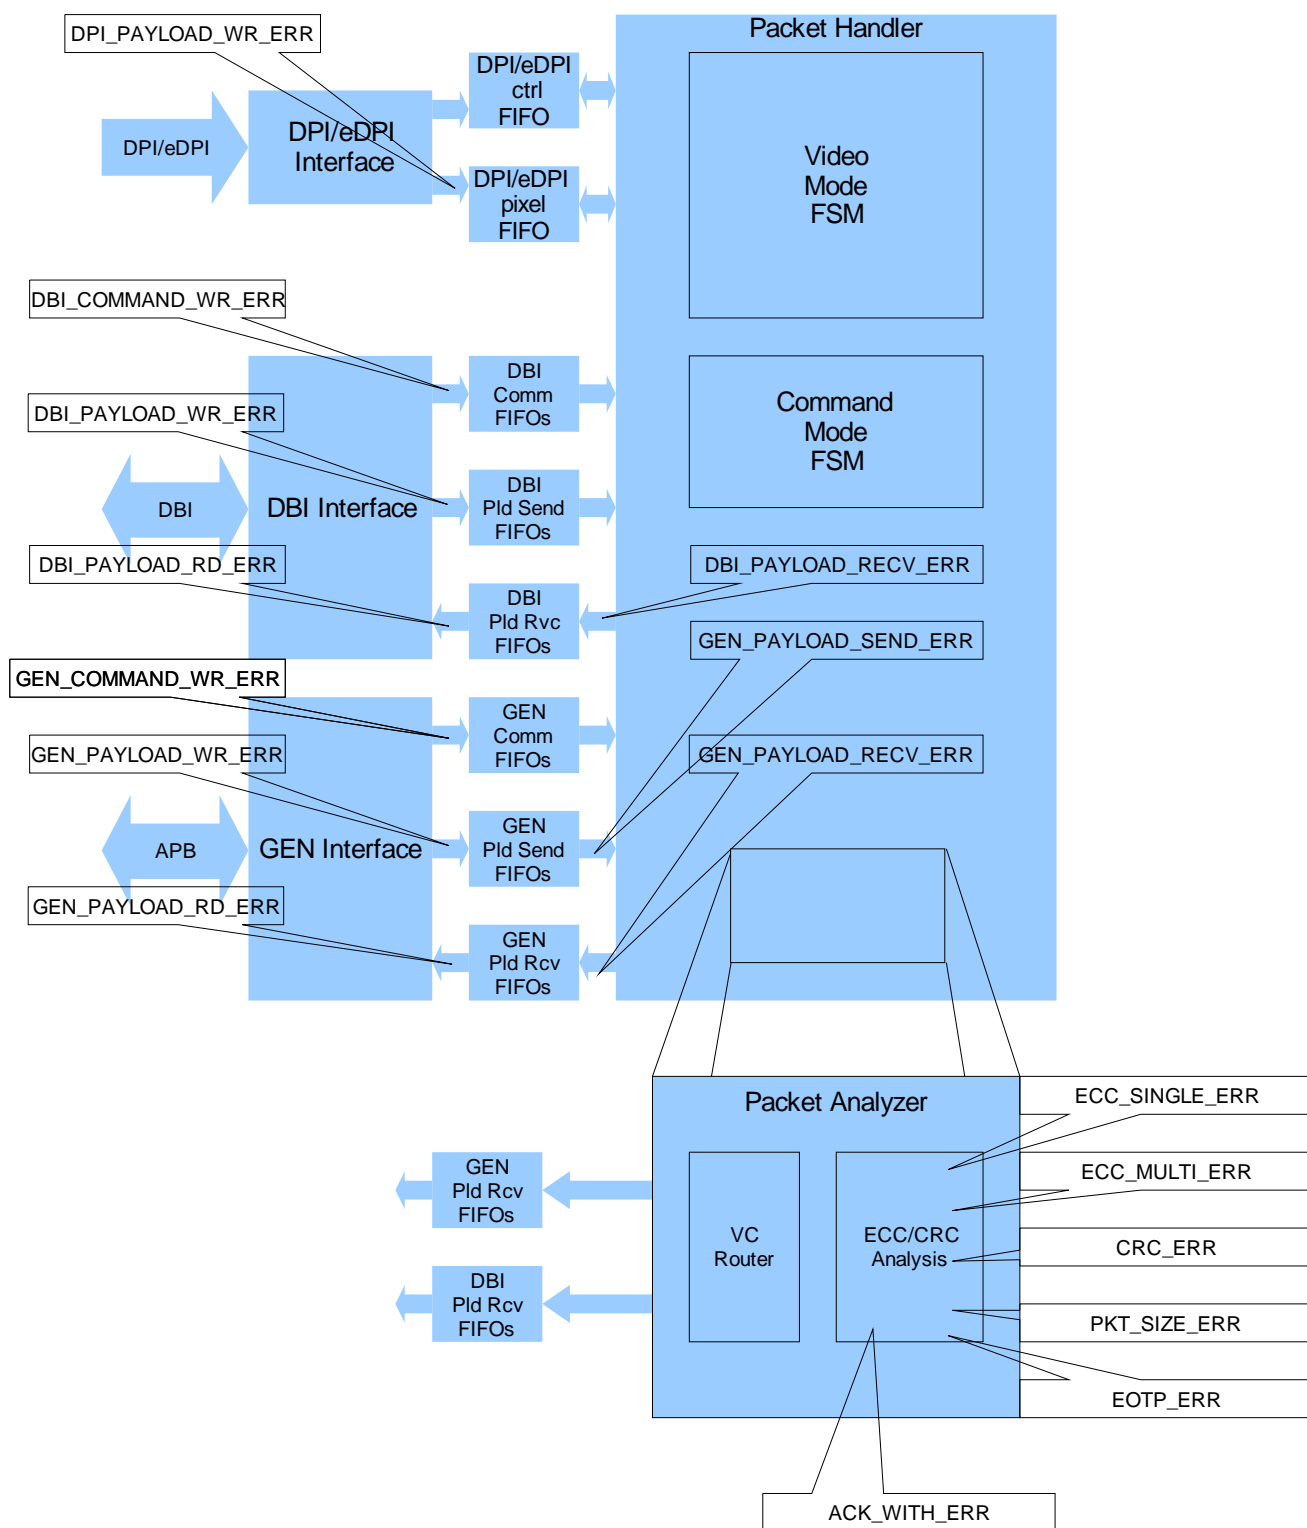 Packet Handler
DPI_PAYLOAD_WR_ERR
DPI/eDPI
ctrl
FIFO
DPI/eDPI
DPI/eDPI
Interface
Video
Mode
FSM
DPI/eDPI
pixel
FIFO
DBI_COMMAND_WR_ERR
DBI
Comm
FIFOs
DBI_PAYLOAD_WR_ERR
Command
Mode
FSM
DBI
DBI Interface
DBI
Pld Send
FIFOs
DBI_PAYLOAD_RD_ERR
DBI_PAYLOAD_RECV_ERR
DBI
Pld Rvc
FIFOs
GEN_PAYLOAD_SEND_ERR
GEN_COMMAND_WR_ERR
GEN
Comm
FIFOs
GEN_PAYLOAD_WR_ERR
GEN_PAYLOAD_RECV_ERR
APB
GEN Interface
GEN
Pld Send
FIFOs
GEN_PAYLOAD_RD_ERR
GEN
Pld Rcv
FIFOs
Packet Analyzer
ECC_SINGLE_ERR
GEN
Pld Rcv
FIFOs
ECC_MULTI_ERR
VC
Router
ECC/CRC
Analysis
CRC_ERR
DBI
Pld Rcv
FIFOs
PKT_SIZE_ERR
EOTP_ERR
ACK_WITH_ERR